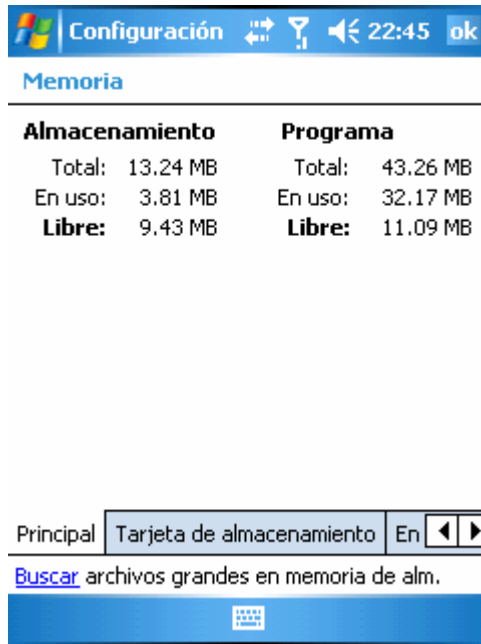 Configuración 22:45 ok
Memoria
Almacenamiento Programa
Total: 13.24 MB Total: 43.26 MB
En uso: 3.81 MB En uso: 32.17 MB
Libre: 9.43 MB Libre: 11.09 MB
Principal Tarjeta de almacenamiento En
Buscar archivos grandes en memoria de alm.